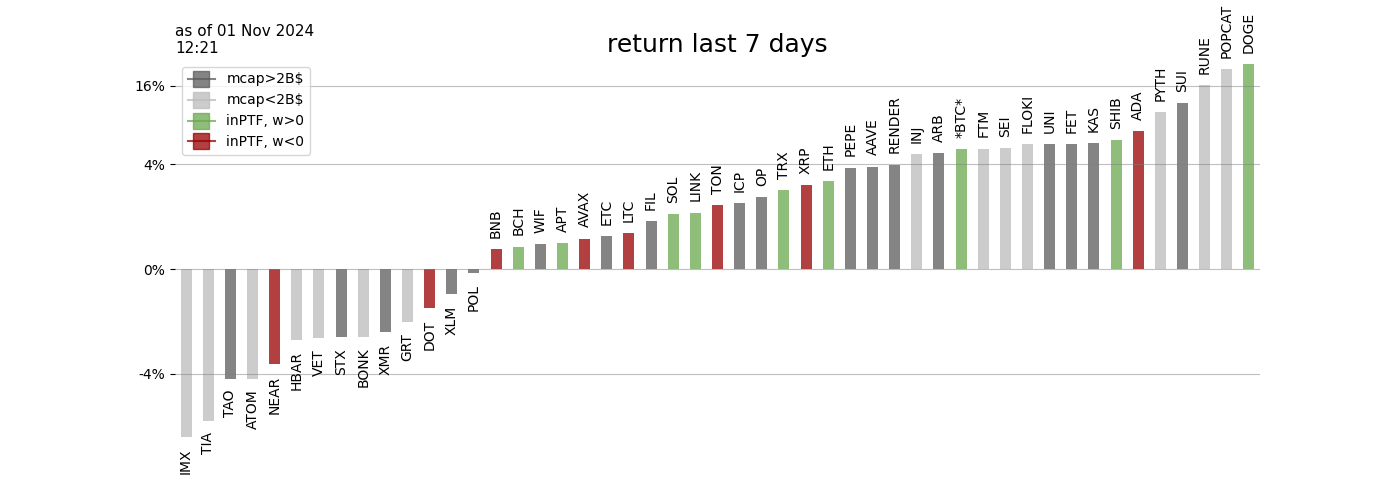 as of 01 Nov 2024
12:21
return last 7 days
mcap>2B$
mcap<2B$
inPTF, w>0
inPTF, w<0
16%
4%
0%
-4%
IMX
TIA
TAO
ATOM
NEAR
HBAR
VET
STX
BONK
XMR
GRT
DOT
XLM
POL
BNB
BCH
WIF
APT
AVAX
ETC
LTC
FIL
SOL
LINK
TON
ICP
OP
TRX
XRP
ETH
PEPE
AAVE
RENDER
INJ
ARB
*BTC*
FTM
SEI
FLOKI
UNI
FET
KAS
SHIB
ADA
PYTH
SUI
RUNE
POPCAT
DOGE